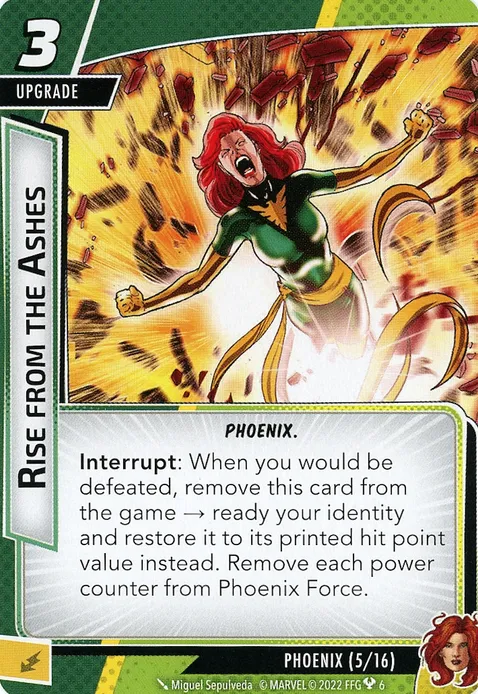 3
UPGRADE
RISE FROM THE ASHES
PHOENIX.
Interrupt: When you would be
defeated, remove this card from
the game → ready your identity
and restore it to its printed hit point
value instead. Remove each power
counter from Phoenix Force.
PHOENIX (5/16)
Miguel Sepulveda © MARVEL © 2022 FFG 6